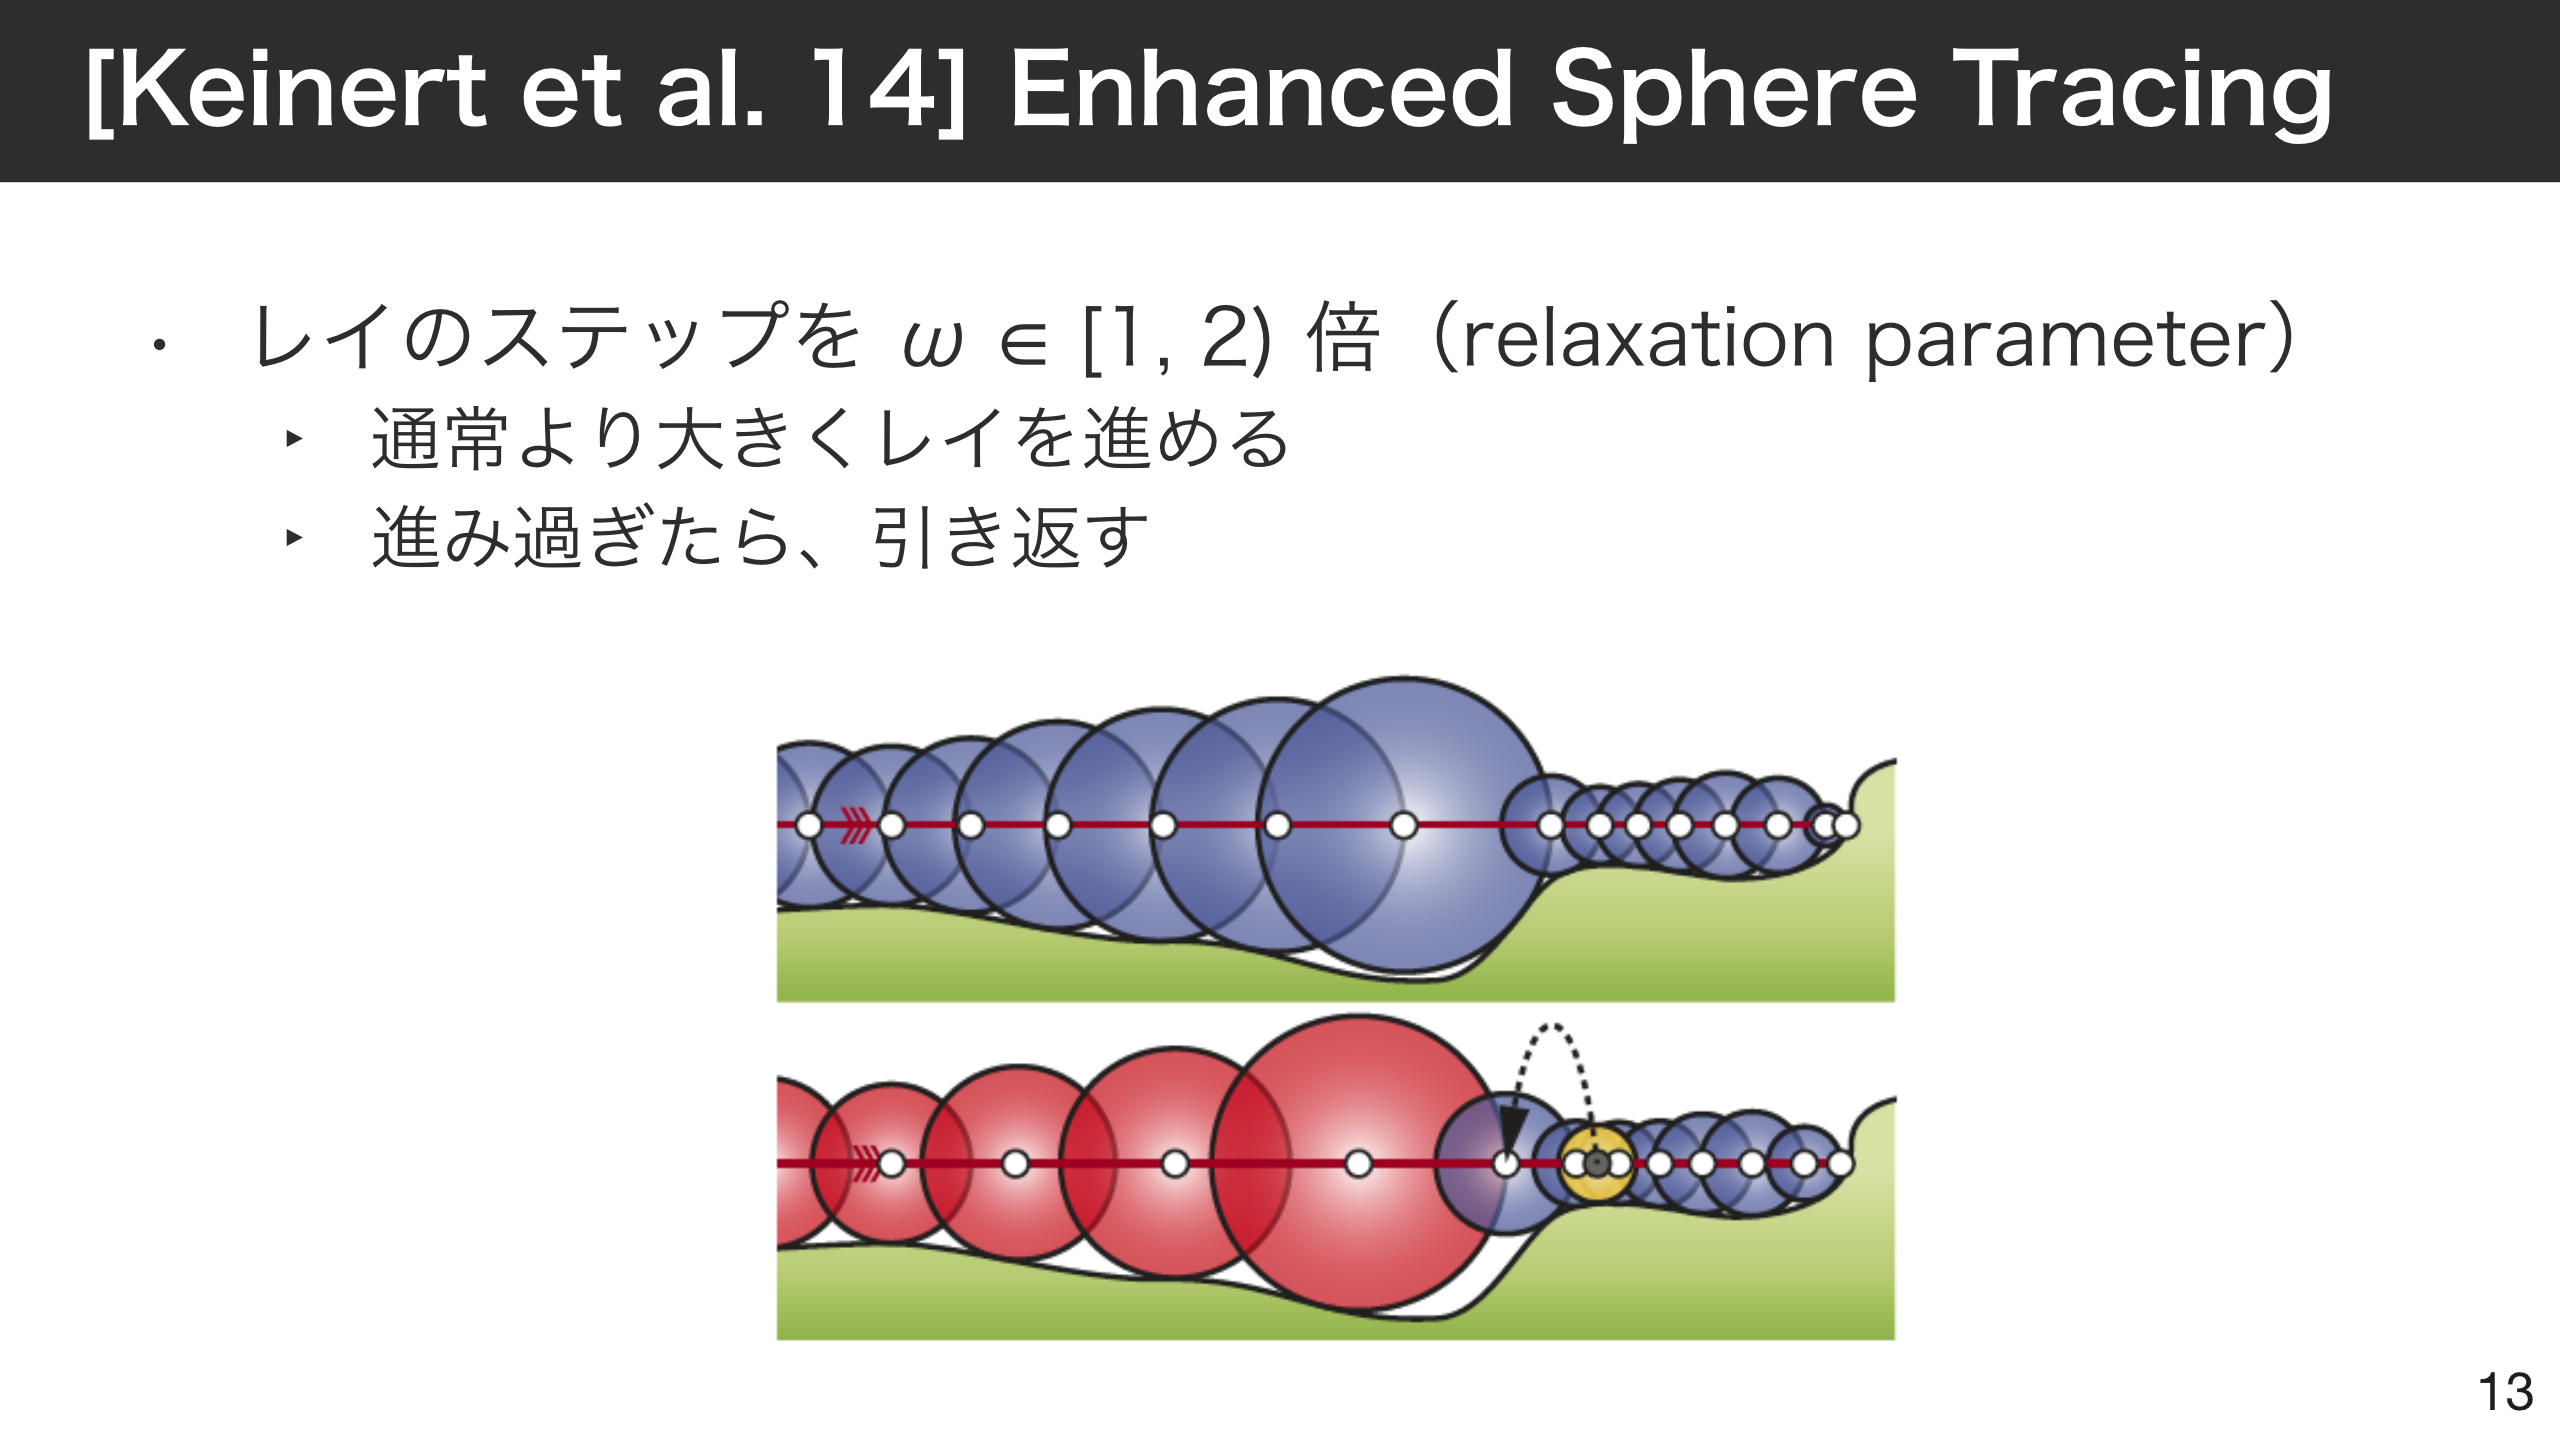 [Keinert et al. 14] Enhanced Sphere Tracing
• レイのステップを ω ∈ [1, 2) 倍（relaxation parameter）
‣ 通常より大きくレイを進める
‣ 進み過ぎたら、引き返す
13